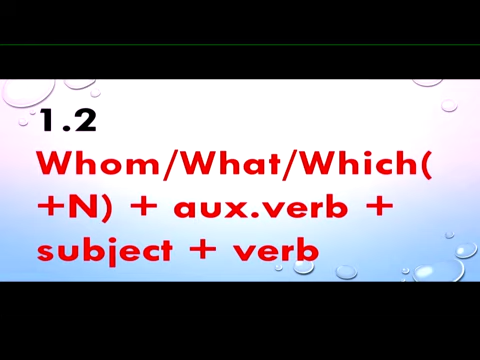 1.2
Whom/What/Which(
+N) + aux.verb +
subject + verb